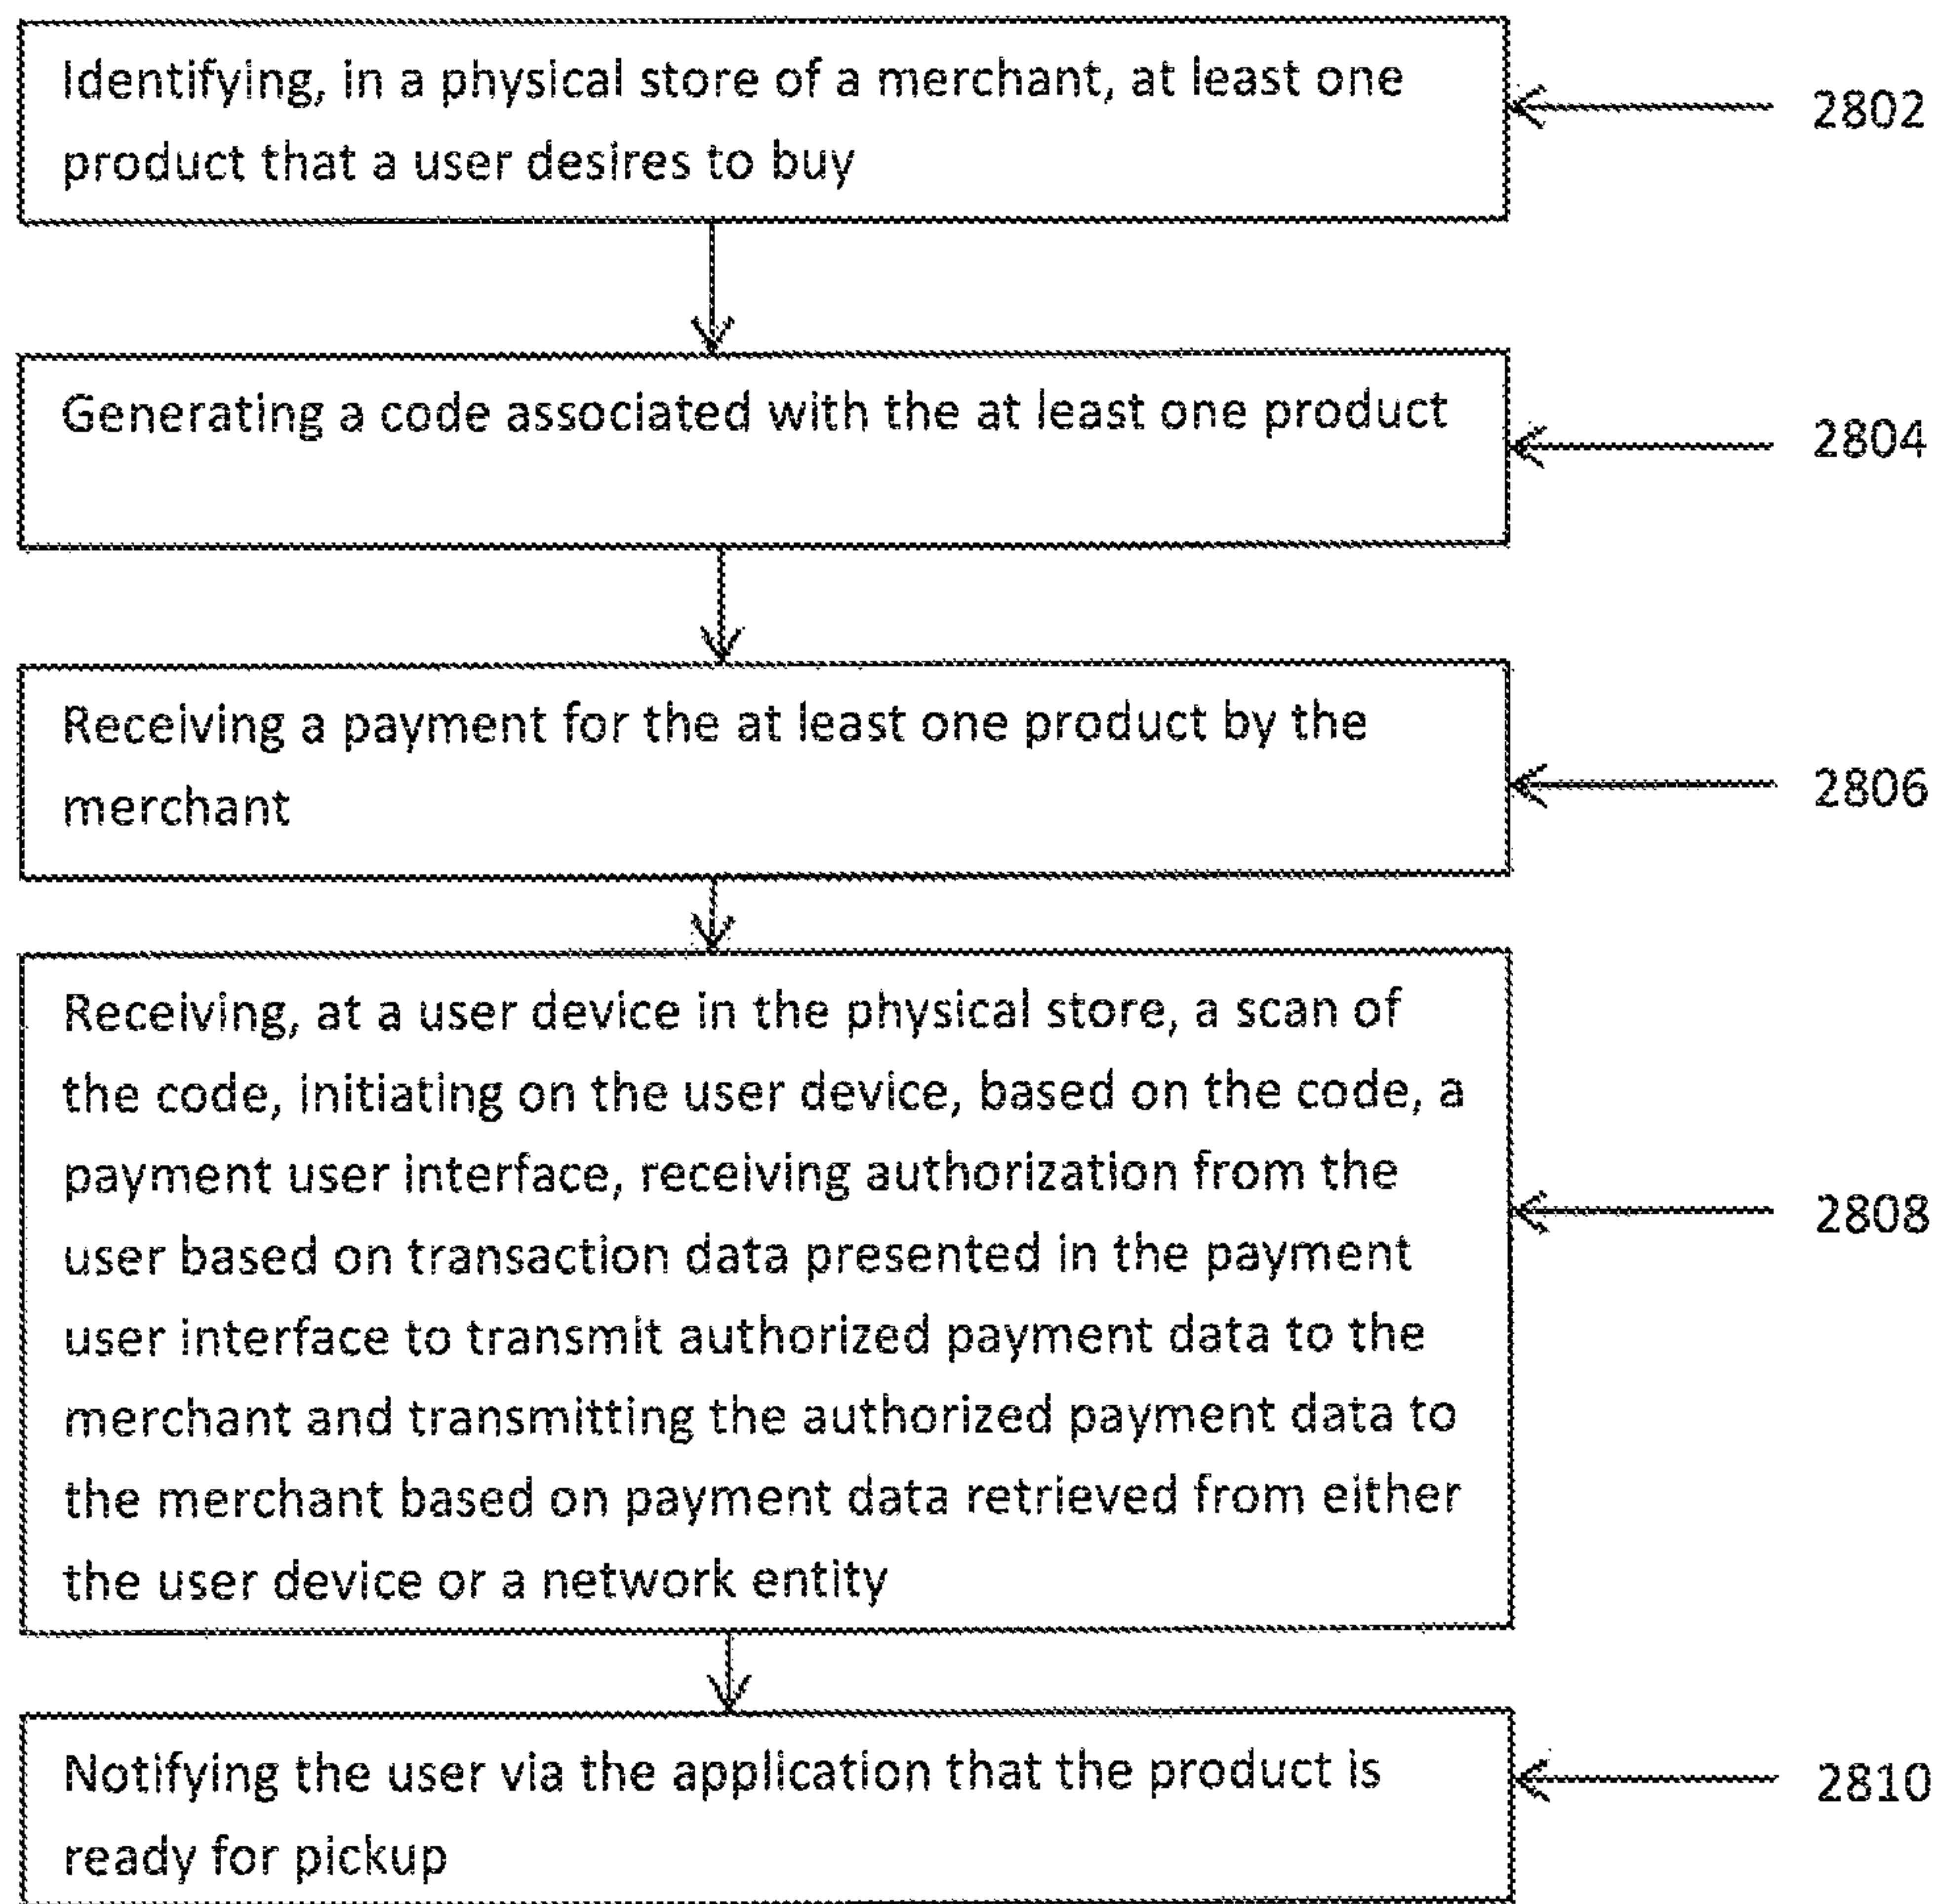 Identifying, in a physical store of a merchant, at least one
product that a user desires to buy
2802
Generating a code associated with the at least one product
2804
Receiving a payment for the at least one product by the
merchant
2806
Receiving, at a user device in the physical store, a scan of
the code, initiating on the user device, based on the code, a
payment user interface, receiving authorization from the
user based on transaction data presented in the payment
user interface to transmit authorized payment data to the
merchant and transmitting the authorized payment data to
the merchant based on payment data retrieved from either
the user device or a network entity
2808
Notifying the user via the application that the product is
ready for pickup
2810